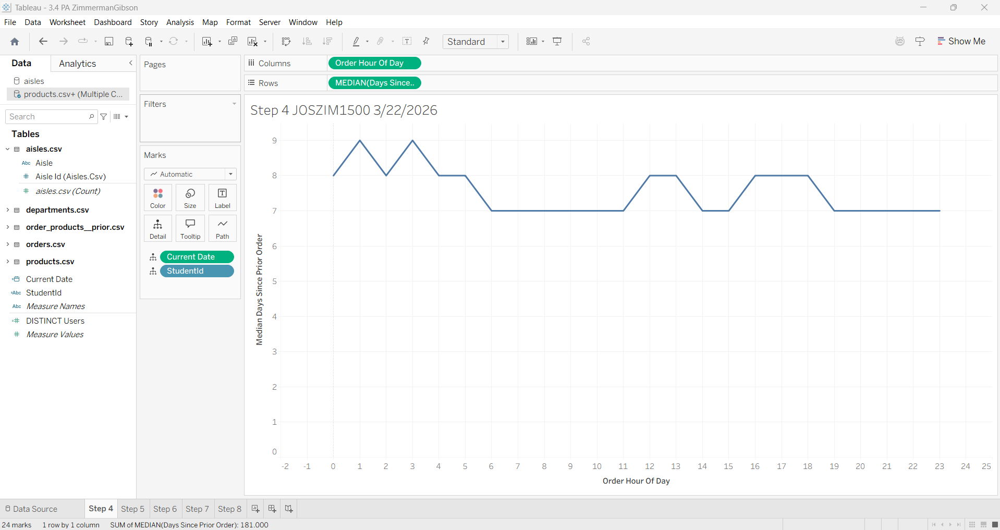 Tableau - 3.4 PA ZimmermanGibson
File Data Worksheet Dashboard Story Analysis Map Format Server Window Help
Standard
Show Me
Data
Analytics
aisles
products.csv+ (Multiple C...
Search
Tables
aisles.csv
Abc Aisle
# Aisle Id (Aisles.Csv)
# aisles.csv (Count)
departments.csv
order_products__prior.csv
orders.csv
products.csv
Current Date
=Abc StudentId
Abc Measure Names
=# DISTINCT Users
# Measure Values
Pages
Filters
Marks
Automatic
Color
Size
Label
Detail
Tooltip
Path
Current Date
StudentId
Columns
Order Hour Of Day
Rows
MEDIAN(Days Since..
Step 4 JOSZIM1500 3/22/2026
Median Days Since Prior Order
9
8
7
6
5
4
3
2
1
0
-2 -1 0 1 2 3 4 5 6 7 8 9 10 11 12 13 14 15 16 17 18 19 20 21 22 23 24 25
Order Hour Of Day
Data Source
Step 4
Step 5
Step 6
Step 7
Step 8
24 marks
1 row by 1 column
SUM of MEDIAN(Days Since Prior Order): 181.000